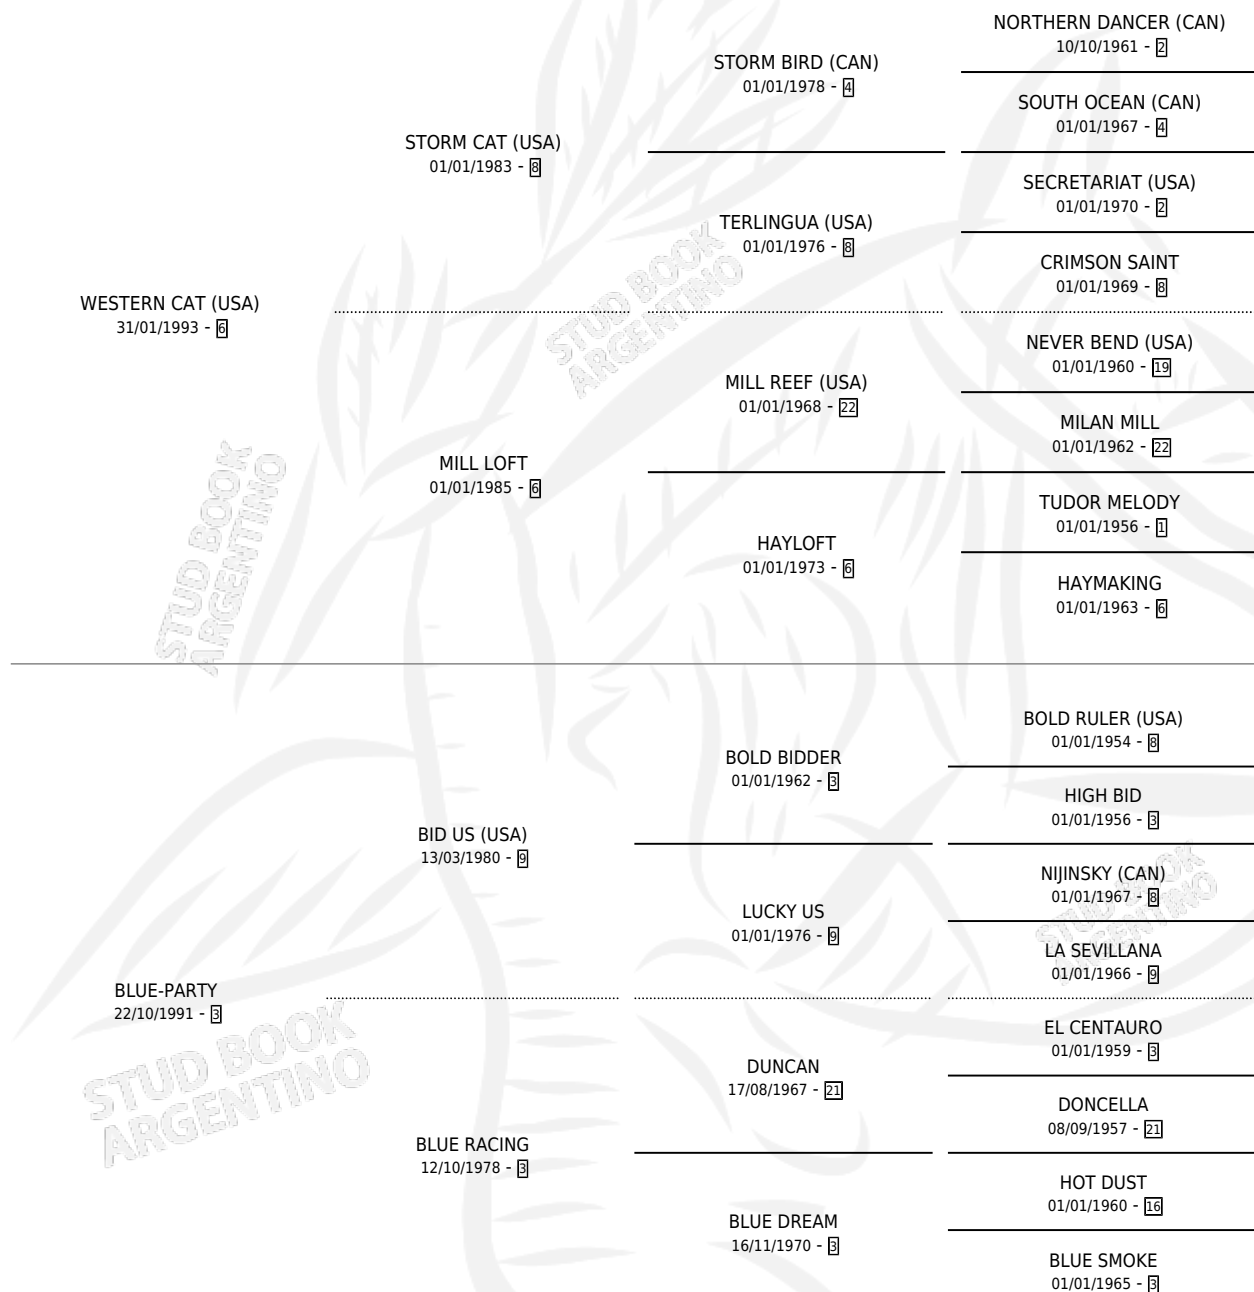 NORTHERN DANCER (CAN)
10/10/1961 - 2
STORM BIRD (CAN)
01/01/1978 - 4
SOUTH OCEAN (CAN)
01/01/1967 - 4
STORM CAT (USA)
01/01/1983 - 8
SECRETARIAT (USA)
01/01/1970 - 2
TERLINGUA (USA)
01/01/1976 - 8
CRIMSON SAINT
01/01/1969 - 8
WESTERN CAT (USA)
31/01/1993 - 6
STUD BOOK
ARGENTINO
NEVER BEND (USA)
01/01/1960 - 19
MILL REEF (USA)
01/01/1968 - 22
MILAN MILL
01/01/1962 - 22
MILL LOFT
01/01/1985 - 6
TUDOR MELODY
01/01/1956 - 1
HAYLOFT
01/01/1973 - 6
HAYMAKING
01/01/1963 - 6
STUD BOOK
ARGENTINO
BOLD RULER (USA)
01/01/1954 - 8
BOLD BIDDER
01/01/1962 - 3
HIGH BID
01/01/1956 - 3
BID US (USA)
13/03/1980 - 9
NIJINSKY (CAN)
01/01/1967 - 8
LUCKY US
01/01/1976 - 9
STUD BOOK
ARGENTINO
LA SEVILLANA
01/01/1966 - 9
BLUE-PARTY
22/10/1991 - 3
STUD BOOK
ARGENTINO
EL CENTAURO
01/01/1959 - 3
DUNCAN
17/08/1967 - 21
DONCELLA
08/09/1957 - 21
BLUE RACING
12/10/1978 - 3
HOT DUST
01/01/1960 - 16
BLUE DREAM
16/11/1970 - 3
BLUE SMOKE
01/01/1965 - 3